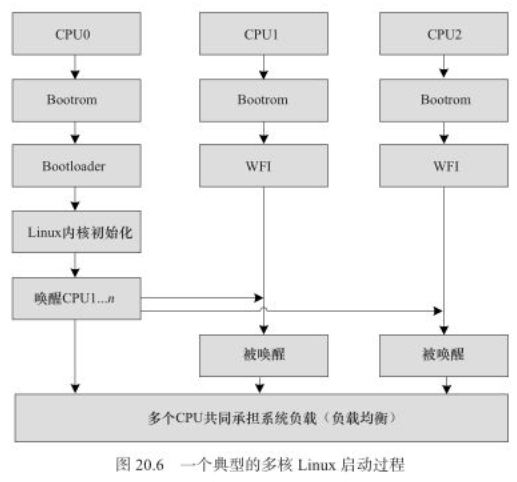 CPU0
CPU1
CPU2
Bootrom
Bootrom
Bootrom
Bootloader
WFI
WFI
Linux内核初始化
唤醒CPU1...n
被唤醒
被唤醒
多个CPU共同承担系统负载（负载均衡）
图 20.6 一个典型的多核 Linux 启动过程